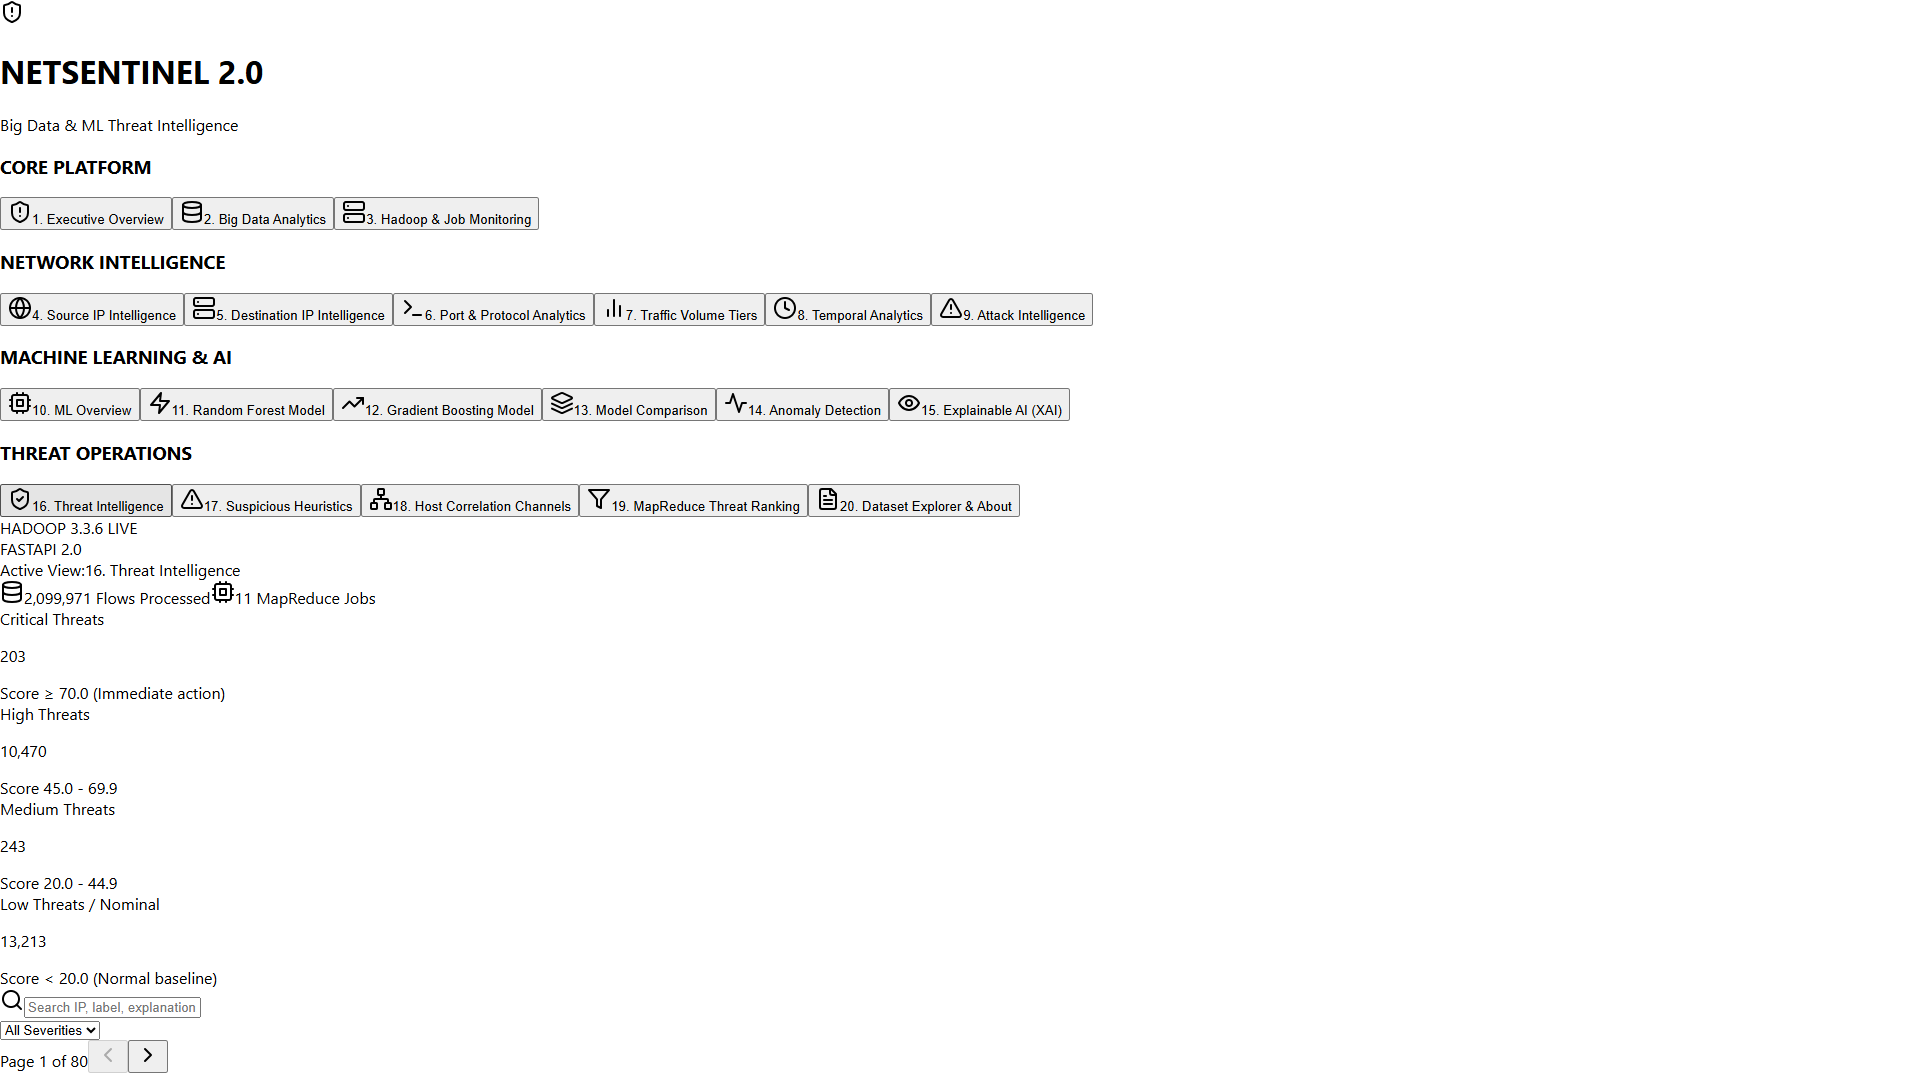 NETSENTINEL 2.0
Big Data & ML Threat Intelligence
CORE PLATFORM
1. Executive Overview 2. Big Data Analytics 3. Hadoop & Job Monitoring
NETWORK INTELLIGENCE
4. Source IP Intelligence 5. Destination IP Intelligence 6. Port & Protocol Analytics 7. Traffic Volume Tiers 8. Temporal Analytics 9. Attack Intelligence
MACHINE LEARNING & AI
10. ML Overview 11. Random Forest Model 12. Gradient Boosting Model 13. Model Comparison 14. Anomaly Detection 15. Explainable AI (XAI)
THREAT OPERATIONS
16. Threat Intelligence 17. Suspicious Heuristics 18. Host Correlation Channels 19. MapReduce Threat Ranking 20. Dataset Explorer & About
HADOOP 3.3.6 LIVE
FASTAPI 2.0
Active View:16. Threat Intelligence
2,099,971 Flows Processed 11 MapReduce Jobs
Critical Threats
203
Score ≥ 70.0 (Immediate action)
High Threats
10,470
Score 45.0 - 69.9
Medium Threats
243
Score 20.0 - 44.9
Low Threats / Nominal
13,213
Score < 20.0 (Normal baseline)
Search IP, label, explanation
All Severities
Page 1 of 80